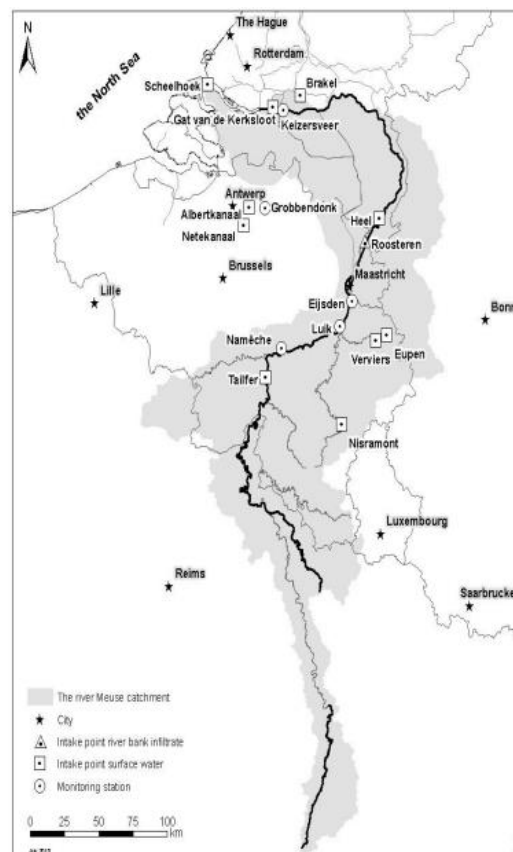 N
The Hague
the North Sea
Rotterdam
Scheelhoek
Brakel
Gat van de Kerksloot
Keizersveer
Antwerp
Albertkanaal
Grobbendonk
Netekanaal
Heel
Roosteren
Brussels
Maastricht
Lille
Eijsden
Bonn
Luik
Namêche
Verviers
Eupen
Tailfer
Nisramont
Luxembourg
Reims
Saarbrucke
The river Meuse catchment
City
Intake point river bank infiltrate
Intake point surface water
Monitoring station
0 25 50 75 100
km